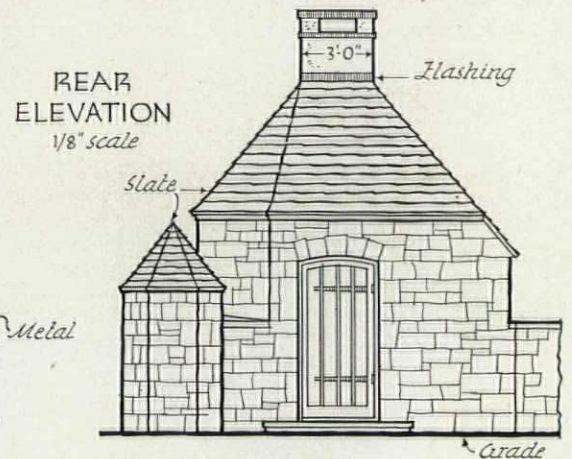 3'-0"
Flashing
REAR
ELEVATION
1/8" scale
Slate
Metal
Grade